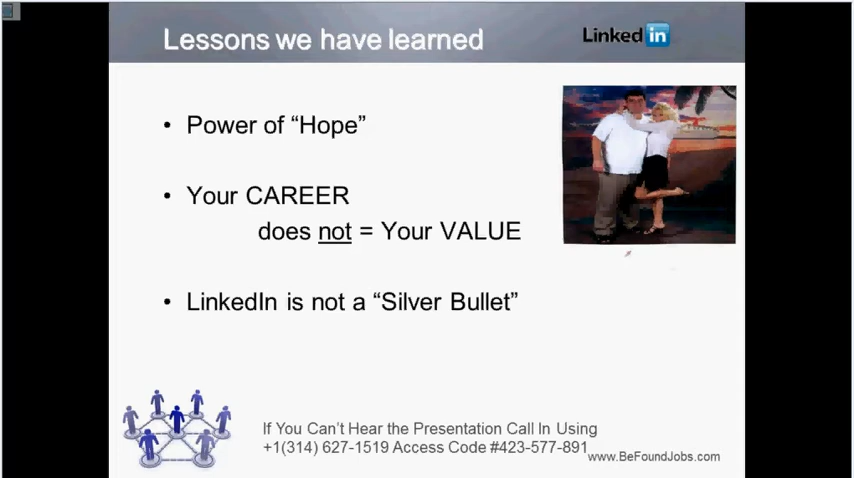 Lessons we have learned
Linked in
• Power of “Hope”
• Your CAREER
does not = Your VALUE
• LinkedIn is not a “Silver Bullet”
If You Can’t Hear the Presentation Call In Using
+1(314) 627-1519 Access Code #423-577-891
www.BeFoundJobs.com